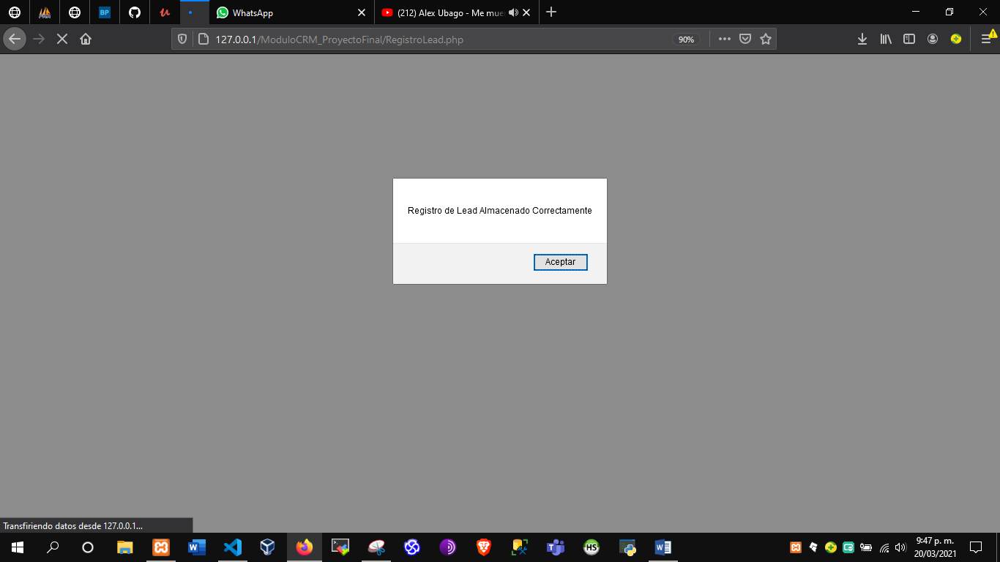 WhatsApp
(212) Alex Ubago - Me mue
BP
127.0.0.1/ModuloCRM_ProyectoFinal/RegistroLead.php
90%
Registro de Lead Almacenado Correctamente
Aceptar
Transfiriendo datos desde 127.0.0.1...
HS
9:47 p. m.
20/03/2021